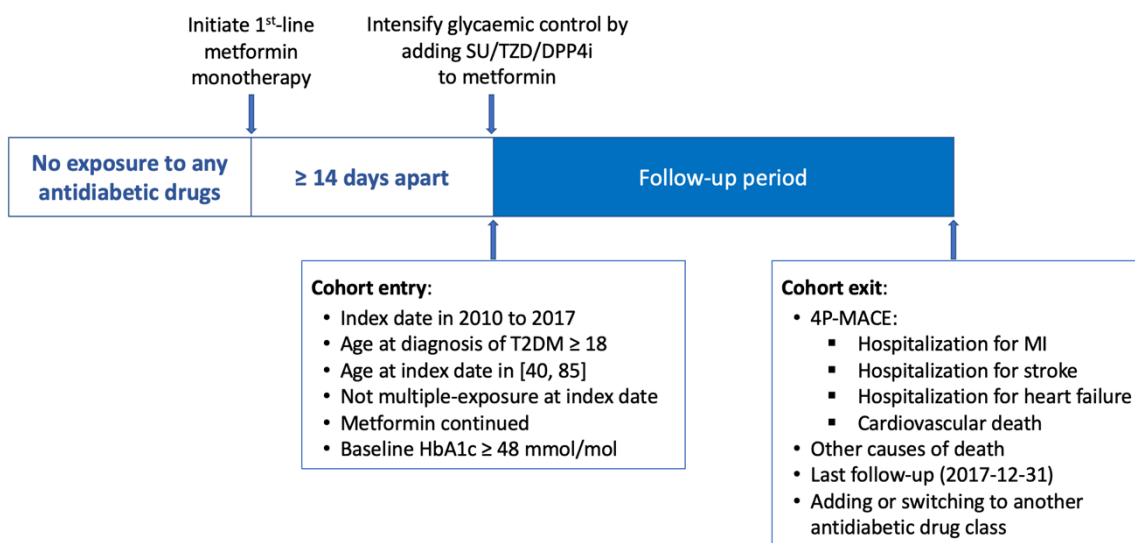 Initiate 1st-line
metformin
monotherapy
Intensify glycaemic control by
adding SU/TZD/DPP4i
to metformin
No exposure to any
antidiabetic drugs
≥ 14 days apart
Follow-up period
Cohort entry:
• Index date in 2010 to 2017
• Age at diagnosis of T2DM ≥ 18
• Age at index date in [40, 85]
• Not multiple-exposure at index date
• Metformin continued
• Baseline HbA1c ≥ 48 mmol/mol
Cohort exit:
• 4P-MACE:
▪ Hospitalization for MI
▪ Hospitalization for stroke
▪ Hospitalization for heart failure
▪ Cardiovascular death
• Other causes of death
• Last follow-up (2017-12-31)
• Adding or switching to another
antidiabetic drug class